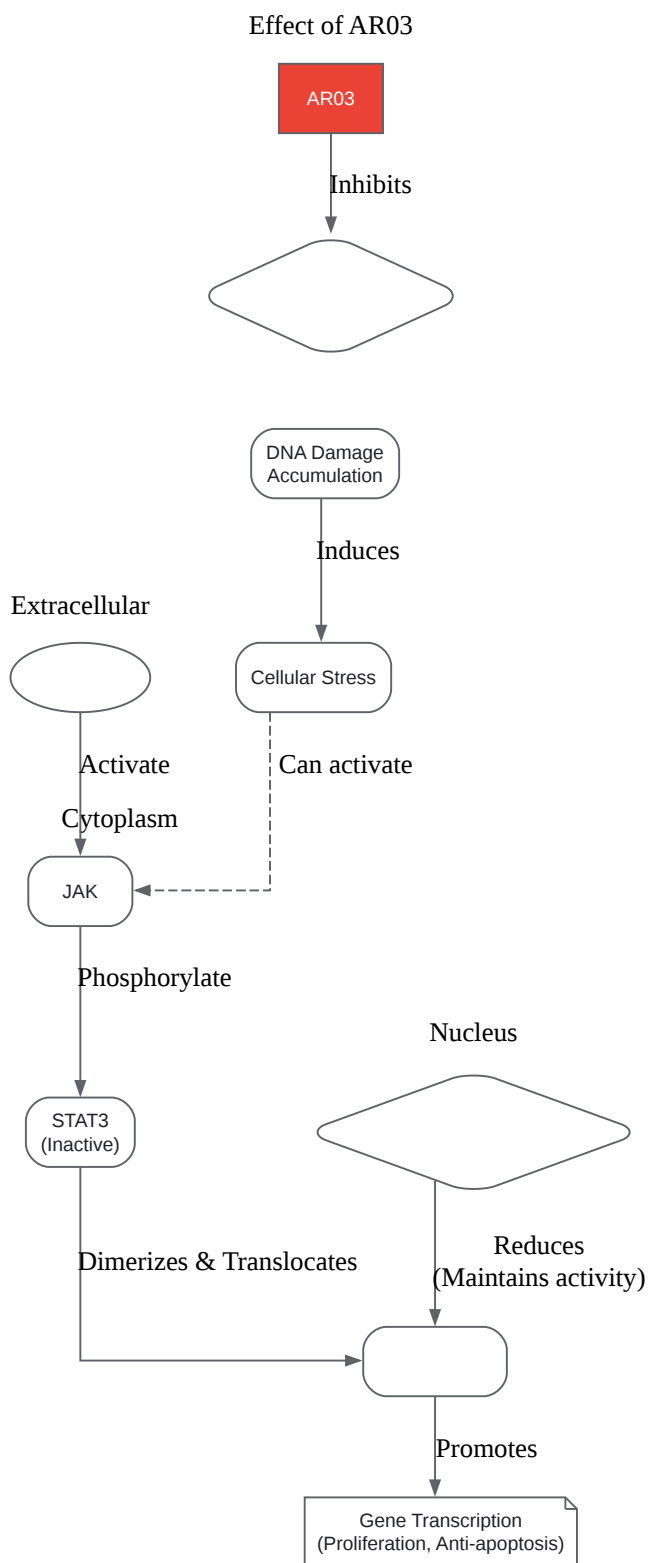 Effect of AR03
AR03
Inhibits
DNA Damage
Accumulation
Induces
Extracellular
Cellular Stress
Activate
Can activate
Cytoplasm
JAK
Phosphorylate
Nucleus
STAT3
(Inactive)
Dimerizes & Translocates
Reduces
(Maintains activity)
Promotes
Gene Transcription
(Proliferation, Anti-apoptosis)